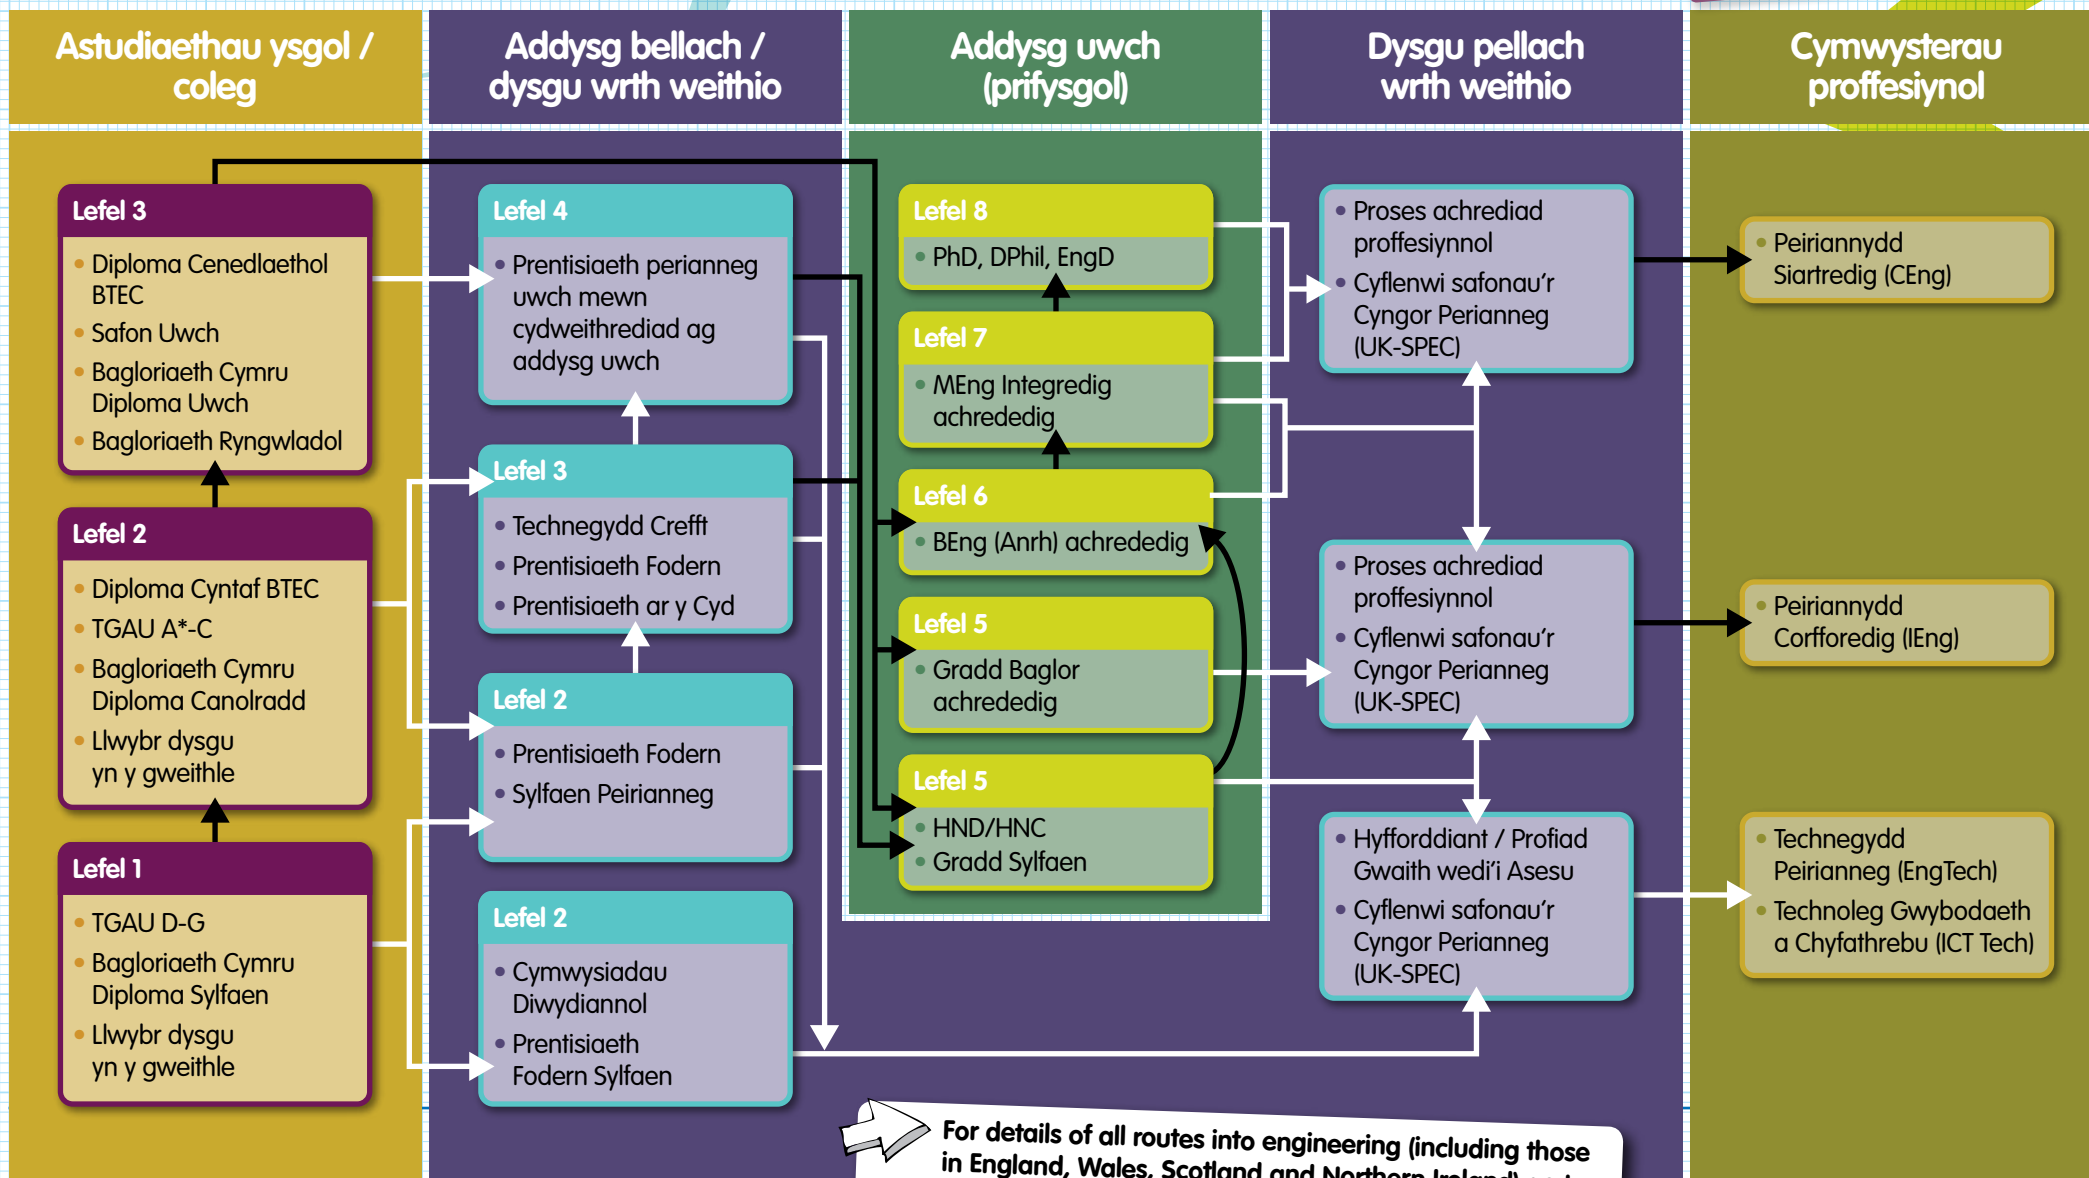 Astudiaethau ysgol /
coleg
Lefel 3
Diploma Cenedlaethol
BTEC
Safon Uwch
Bagloriaeth Cymru
Diploma Uwch
Bagloriaeth Ryngwladol
Lefel 2
Diploma Cyntaf BTEC
TGAU A*-C
Bagloriaeth Cymru
Diploma Canolradd
Llwybr dysgu
yn y gweithle
Lefel 1
TGAU D-G
Bagloriaeth Cymru
Diploma Sylfaen
Llwybr dysgu
yn y gweithle
Addysg bellach /
dysgu wrth weithio
Lefel 4
Prentisiaeth perianneg
uwch mewn
cydweithrediad ag
addysg uwch
Lefel 3
Technegydd Crefft
Prentisiaeth Fodern
Prentisiaeth ar y Cyd
Lefel 2
Prentisiaeth Fodern
Sylfaen Peirianneg
Lefel 2
Cymwysiadau
Diwydiannol
Prentisiaeth
Fodern Sylfaen
Addysg uwch
(prifysgol)
Lefel 8
PhD, DPhil, EngD
Lefel 7
MEng Integredig
achrededig
Lefel 6
BEng (Anrh) achrededig
Lefel 5
Gradd Baglor
achrededig
Lefel 5
HND/HNC
Gradd Sylfaen
Dysgu pellach
wrth weithio
Proses achrediad
proffesiynnol
Cyflenwi safonau'r
Cyngor Perianneg
(UK-SPEC)
Proses achrediad
proffesiynnol
Cyflenwi safonau'r
Cyngor Perianneg
(UK-SPEC)
Hyfforddiant / Profiad
Gwaith wedi'i Asesu
Cyflenwi safonau'r
Cyngor Perianneg
(UK-SPEC)
Cymwysterau
proffesiynol
Peiriannydd
Siartredig (CEng)
Peiriannydd
Corfforedig (IEng)
Technegydd
Peirianneg (EngTech)
Technoleg Gwybodaeth
a Chyfathrebu (ICT Tech)
For details of all routes into engineering (including those
in England, Wales, Scotland and Northern Ireland)